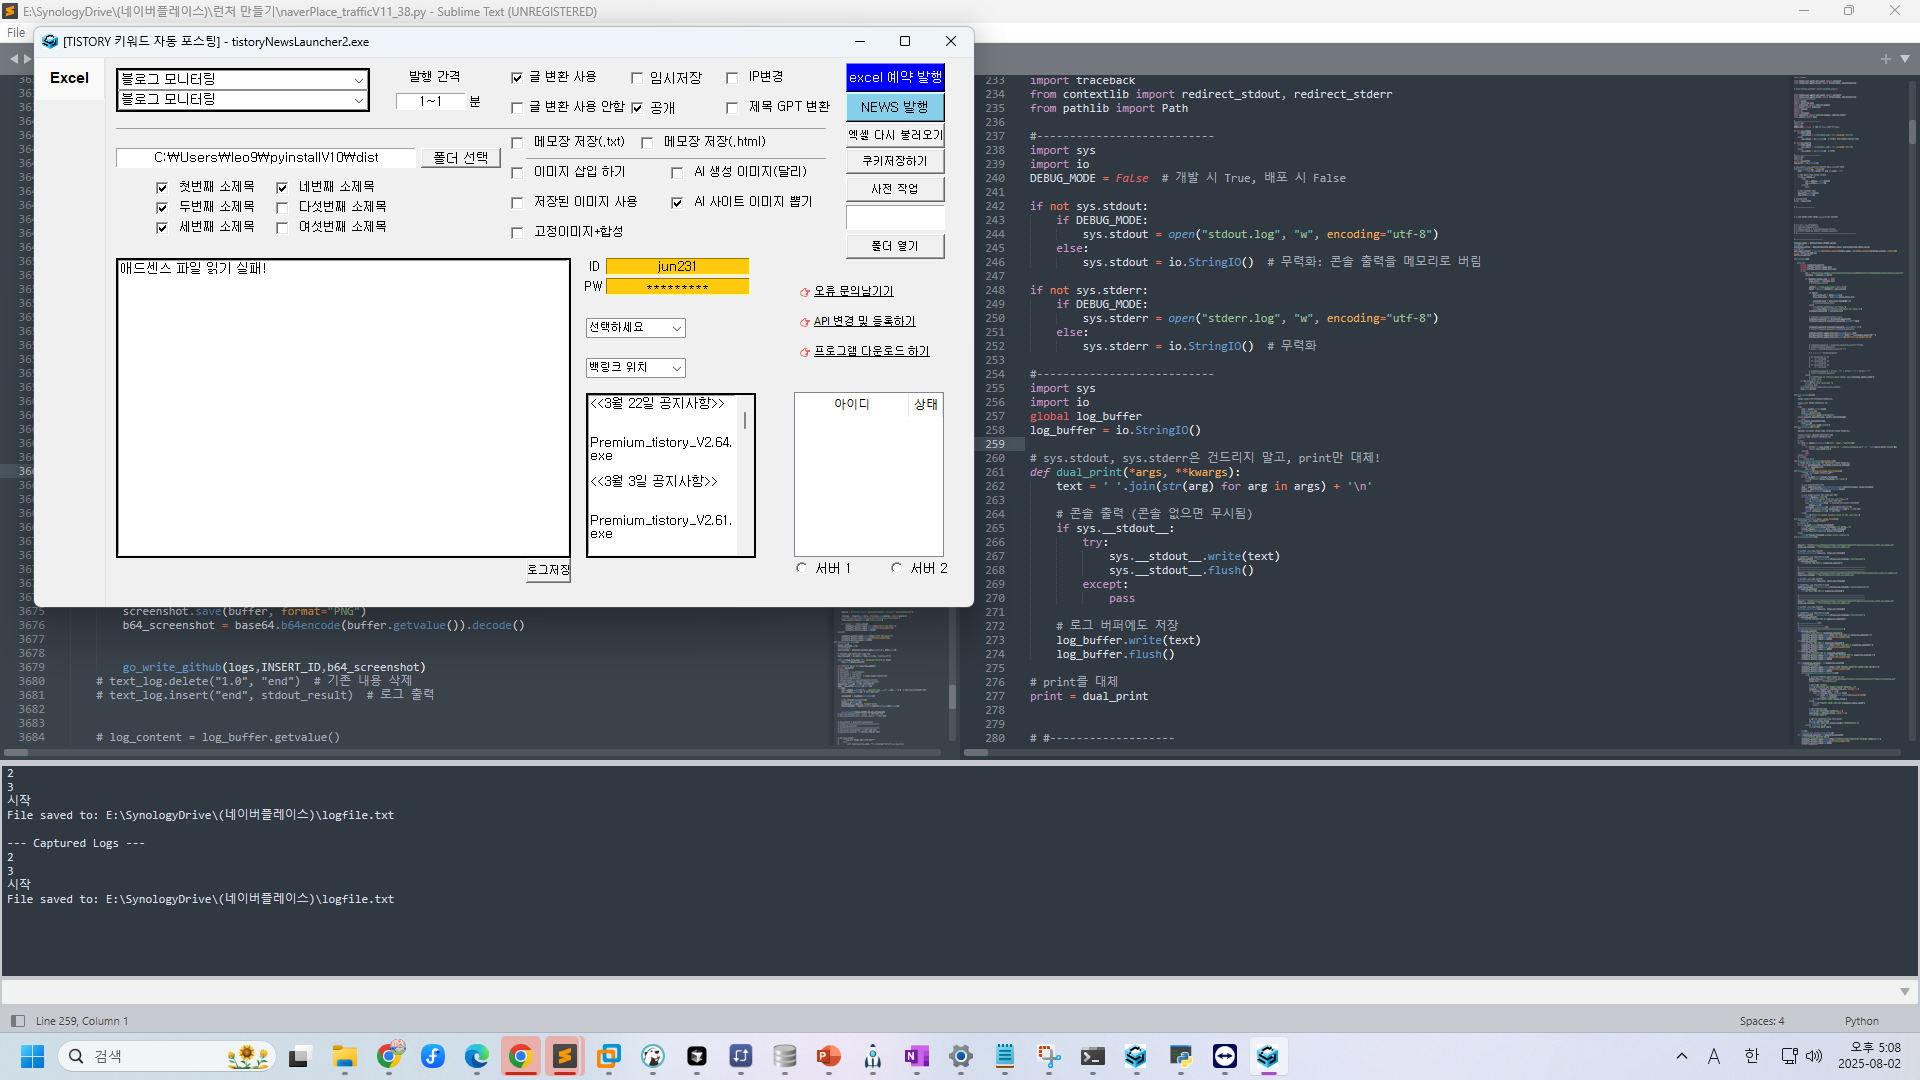 E:\SynologyDrive\(네이버플레이스)\런처 만들기\naverPlace_trafficV11_38.py - Sublime Text (UNREGISTERED)
File
[TISTORY 키워드 자동 포스팅] - tistoryNewsLauncher2.exe
Excel
블로그 모니터링
블로그 모니터링
발행 간격
1~1 분
글 변환 사용
임시저장
IP변경
글 변환 사용 안함
공개
제목 GPT 변환
excel 예약 발행
NEWS 발행
엑셀 다시 불러오기
쿠키저장하기
사전 작업
폴더 열기
메모장 저장(.txt)
메모장 저장(.html)
C:￦Users￦leo9￦pyinstallV10￦dist
폴더 선택
이미지 삽입 하기
AI 생성 이미지(달리)
저장된 이미지 사용
AI 사이트 이미지 뽑기
고정이미지+합성
첫번째 소제목
네번째 소제목
두번째 소제목
다섯번째 소제목
세번째 소제목
여섯번째 소제목
애드센스 파일 읽기 실패!
ID jun231
PW *********
선택하세요
백링크 위치
오류 문의남기기
API 변경 및 등록하기
프로그램 다운로드 하기
<<3월 22일 공지사항>>
Premium_tistory_V2.64.
exe
<<3월 3일 공지사항>>
Premium_tistory_V2.61.
exe
아이디 상태
로그저장
서버 1 서버 2
3675 screenshot.save(buffer, format="PNG")
3676 b64_screenshot = base64.b64encode(buffer.getvalue()).decode()
3677
3678
3679 go_write_github(logs,INSERT_ID,b64_screenshot)
3680 # text_log.delete("1.0", "end")  # 기존 내용 삭제
3681 # text_log.insert("end", stdout_result)  # 로그 출력
3682
3683
3684 # log_content = log_buffer.getvalue()
233 import traceback
234 from contextlib import redirect_stdout, redirect_stderr
235 from pathlib import Path
236
237 #---------------------------
238 import sys
239 import io
240 DEBUG_MODE = False  # 개발 시 True, 배포 시 False
241
242 if not sys.stdout:
243 if DEBUG_MODE:
244 sys.stdout = open("stdout.log", "w", encoding="utf-8")
245 else:
246 sys.stdout = io.StringIO()  # 무력화: 콘솔 출력을 메모리로 버림
247
248 if not sys.stderr:
249 if DEBUG_MODE:
250 sys.stderr = open("stderr.log", "w", encoding="utf-8")
251 else:
252 sys.stderr = io.StringIO()  # 무력화
253
254 #---------------------------
255 import sys
256 import io
257 global log_buffer
258 log_buffer = io.StringIO()
259
260 # sys.stdout, sys.stderr은 건드리지 말고, print만 대체!
261 def dual_print(*args, **kwargs):
262 text = ' '.join(str(arg) for arg in args) + '\n'
263
264 # 콘솔 출력 (콘솔 없으면 무시됨)
265 if sys.__stdout__:
266 try:
267 sys.__stdout__.write(text)
268 sys.__stdout__.flush()
269 except:
270 pass
271
272 # 로그 버퍼에도 저장
273 log_buffer.write(text)
274 log_buffer.flush()
275
276 # print를 대체
277 print = dual_print
278
279
280 # #-------------------
2
3
시작
File saved to: E:\SynologyDrive\(네이버플레이스)\logfile.txt
--- Captured Logs ---
2
3
시작
File saved to: E:\SynologyDrive\(네이버플레이스)\logfile.txt
Line 259, Column 1
Spaces: 4
Python
검색
A
한
오후 5:08
2025-08-02